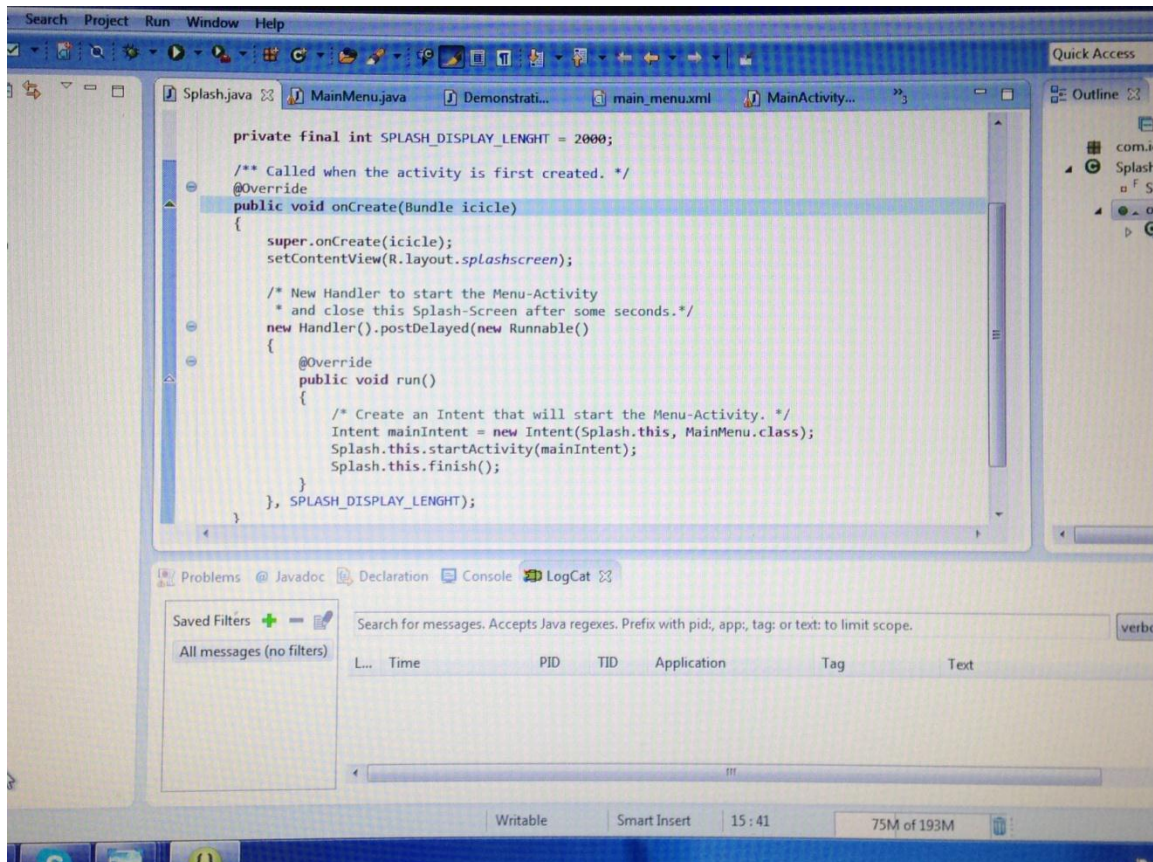 Search Project Run Window Help
Quick Access
Splash.java MainMenu.java Demonstrati... main_menu.xml MainActivity... »3
Outline
private final int SPLASH_DISPLAY_LENGHT = 2000;
/** Called when the activity is first created. */
@Override
public void onCreate(Bundle icicle)
{
super.onCreate(icicle);
setContentView(R.layout.splashscreen);
/* New Handler to start the Menu-Activity
* and close this Splash-Screen after some seconds.*/
new Handler().postDelayed(new Runnable()
{
@Override
public void run()
{
/* Create an Intent that will start the Menu-Activity. */
Intent mainIntent = new Intent(Splash.this, MainMenu.class);
Splash.this.startActivity(mainIntent);
Splash.this.finish();
}
}, SPLASH_DISPLAY_LENGHT);
}
com.i
Splash
F S
Problems @ Javadoc Declaration Console LogCat
Saved Filters
All messages (no filters)
Search for messages. Accepts Java regexes. Prefix with pid:, app:, tag: or text: to limit scope.
verbo
L... Time PID TID Application Tag Text
Writable Smart Insert 15 : 41 75M of 193M